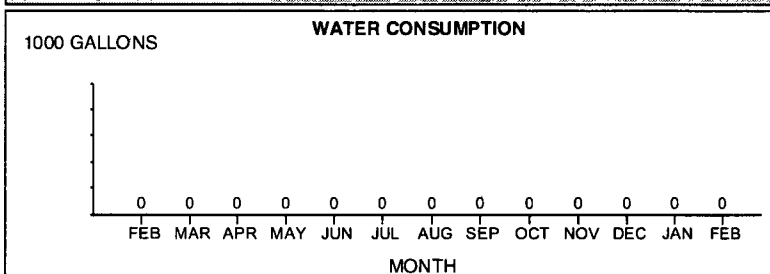 WATER CONSUMPTION
1000 GALLONS
0 0 0 0 0 0 0 0 0 0 0 0 0
FEB MAR APR MAY JUN JUL AUG SEP OCT NOV DEC JAN FEB
MONTH